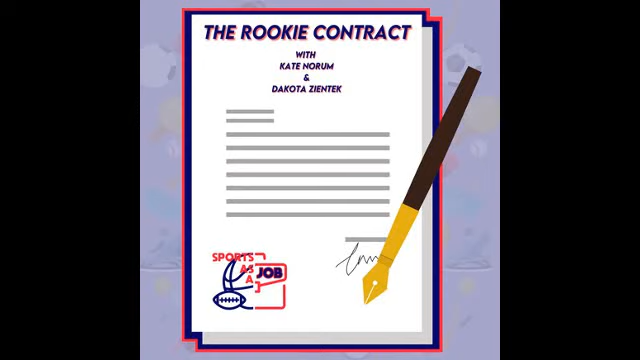 THE ROOKIE CONTRACT
WITH
KATE NORUM
&
DAKOTA ZIENTEK
SPORTS
AS
A JOB